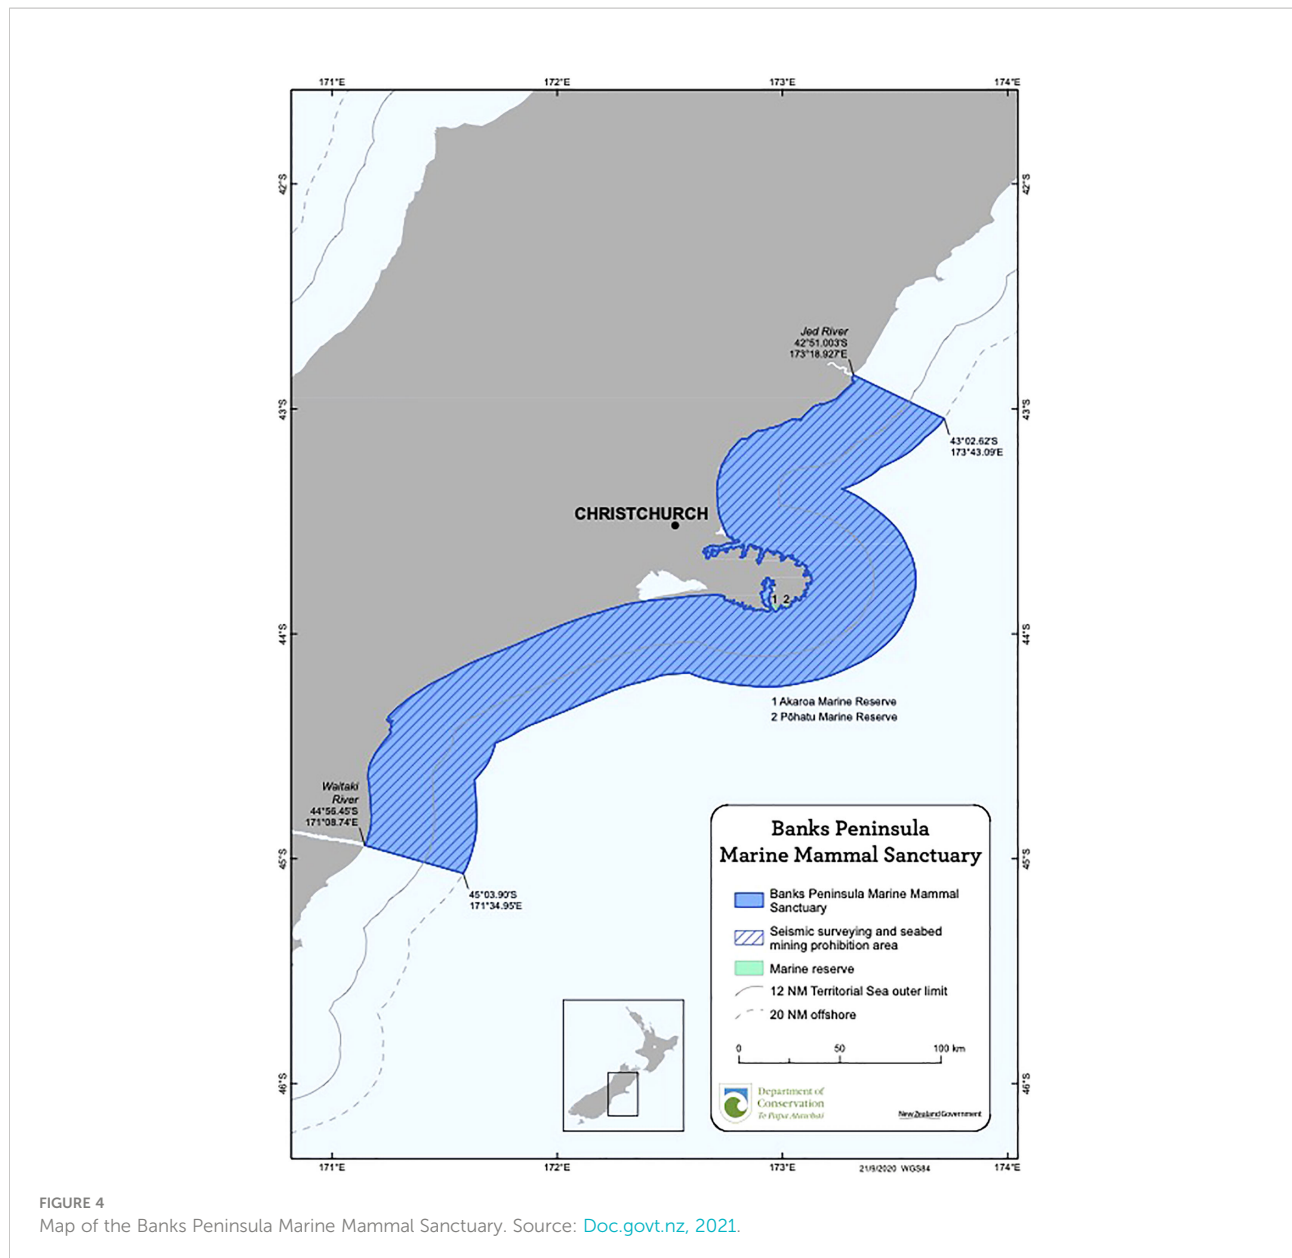 171°E 172°E 173°E 174°E
42°S 42°S
Jed River
42°51.003'S
173°18.927'E
43°S 43°S
43°02.62'S
173°43.09'E
CHRISTCHURCH
1 2
44°S 44°S
1 Akaroa Marine Reserve
2 Pōhatu Marine Reserve
Waitaki
River
44°56.45'S
171°08.74'E
45°S 45°S
45°03.90'S
171°34.95'E
Banks Peninsula
Marine Mammal Sanctuary
Banks Peninsula Marine Mammal
Sanctuary
Seismic surveying and seabed
mining prohibition area
Marine reserve
12 NM Territorial Sea outer limit
20 NM offshore
0 50 100 km
46°S 46°S
Department of
Conservation
Te Papa Atawhai
New Zealand Government
171°E 172°E 173°E 174°E
21/9/2020 WGS84
FIGURE 4
Map of the Banks Peninsula Marine Mammal Sanctuary. Source: Doc.govt.nz, 2021.